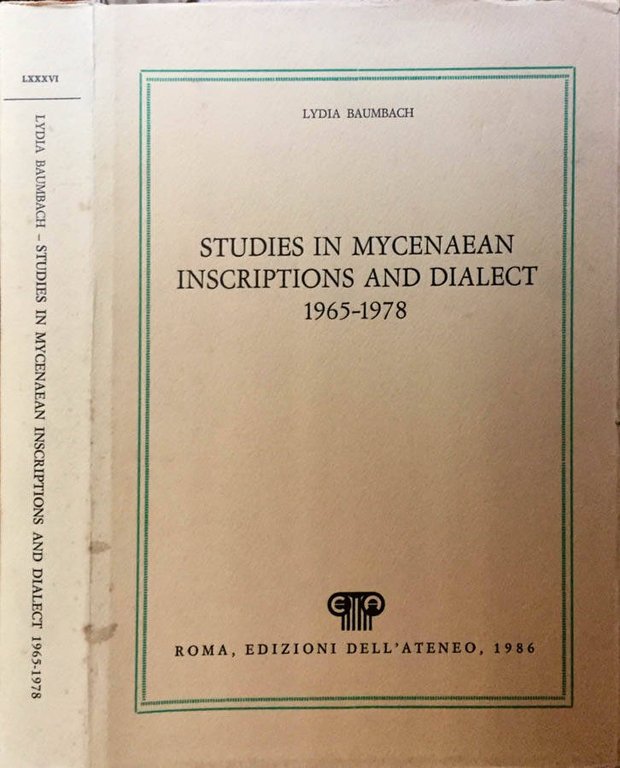 LXXXVI
LYDIA BAUMBACH – STUDIES IN MYCENAEAN INSCRIPTIONS AND DIALECT 1965-1978
LYDIA BAUMBACH
STUDIES IN MYCENAEAN
INSCRIPTIONS AND DIALECT
1965-1978
E A
ROMA, EDIZIONI DELL'ATENEO, 1986